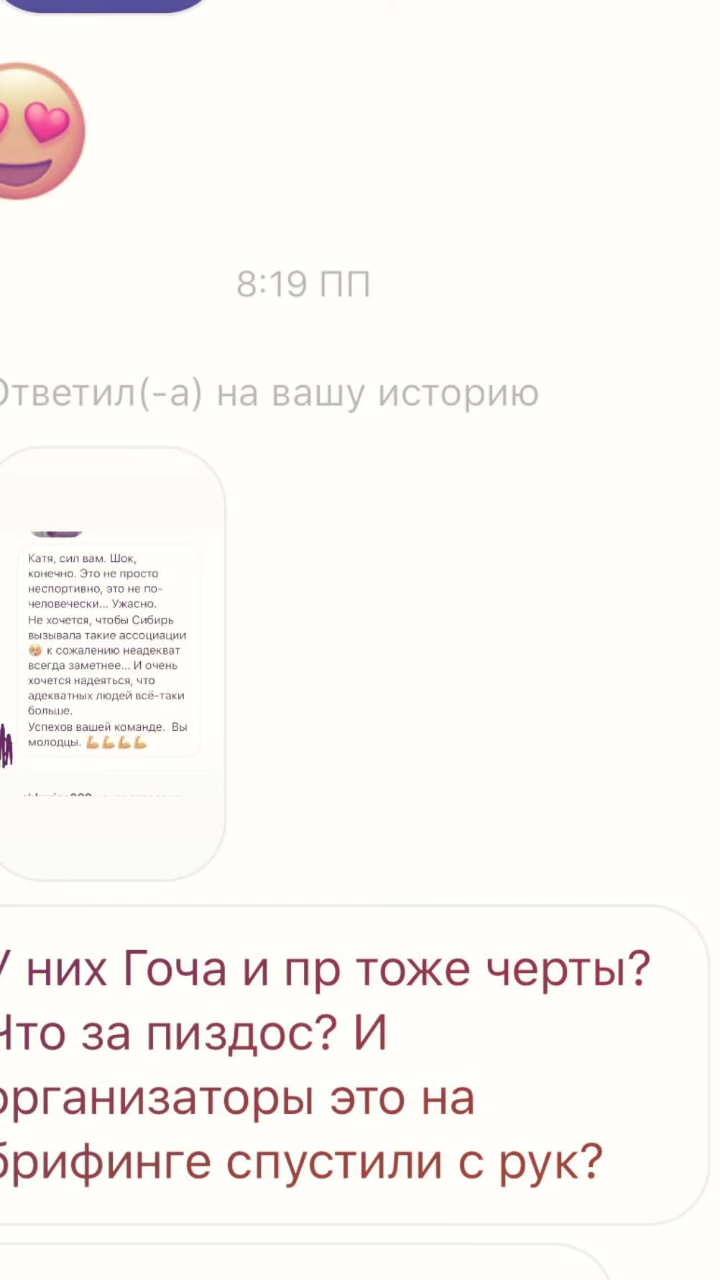 8:19 ПП
Ответил(-а) на вашу историю
Катя, сил вам. Шок,
конечно. Это не просто
неспортивно, это не по-
человечески... Ужасно.
Не хочется, чтобы Сибирь
вызывала такие ассоциации
к сожалению неадекват
всегда заметнее... И очень
хочется надеяться, что
адекватных людей всё-таки
больше.
Успехов вашей команде. Вы
молодцы. 💪💪💪💪
У них Гоча и пр тоже черты?
Что за пиздос? И
организаторы это на
брифинге спустили с рук?